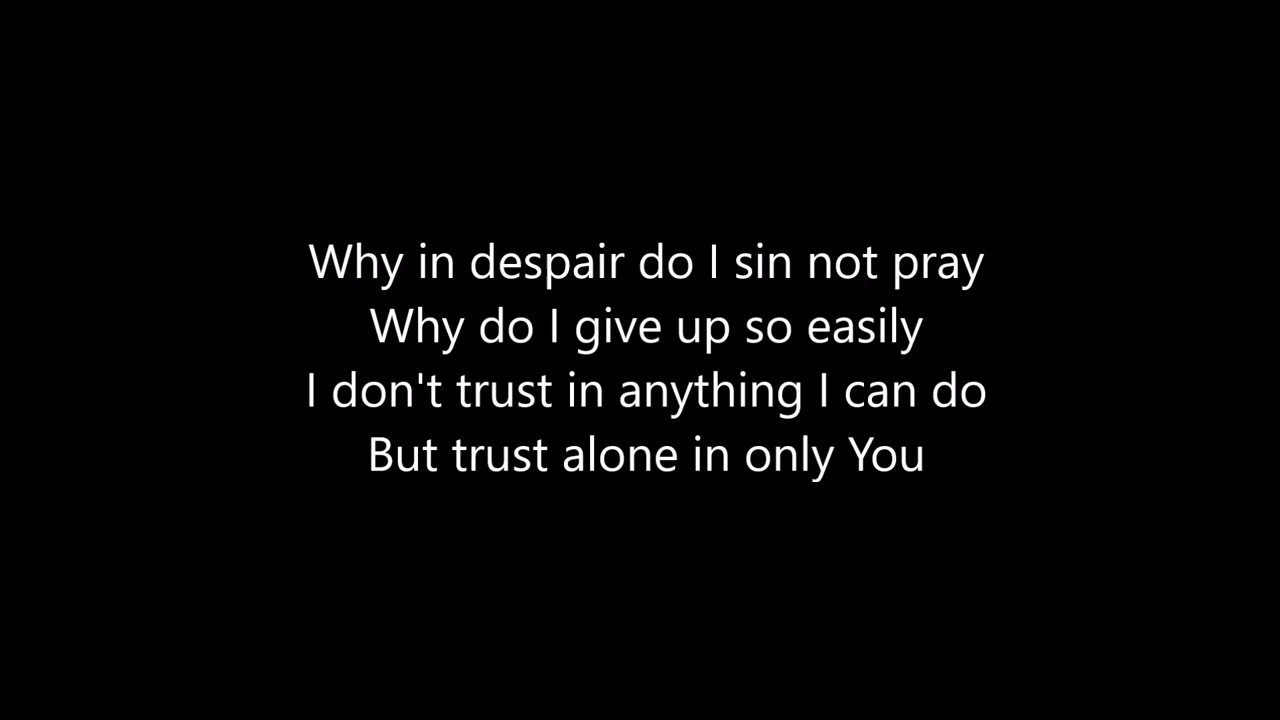 Why in despair do I sin not pray
Why do I give up so easily
I don't trust in anything I can do
But trust alone in only You